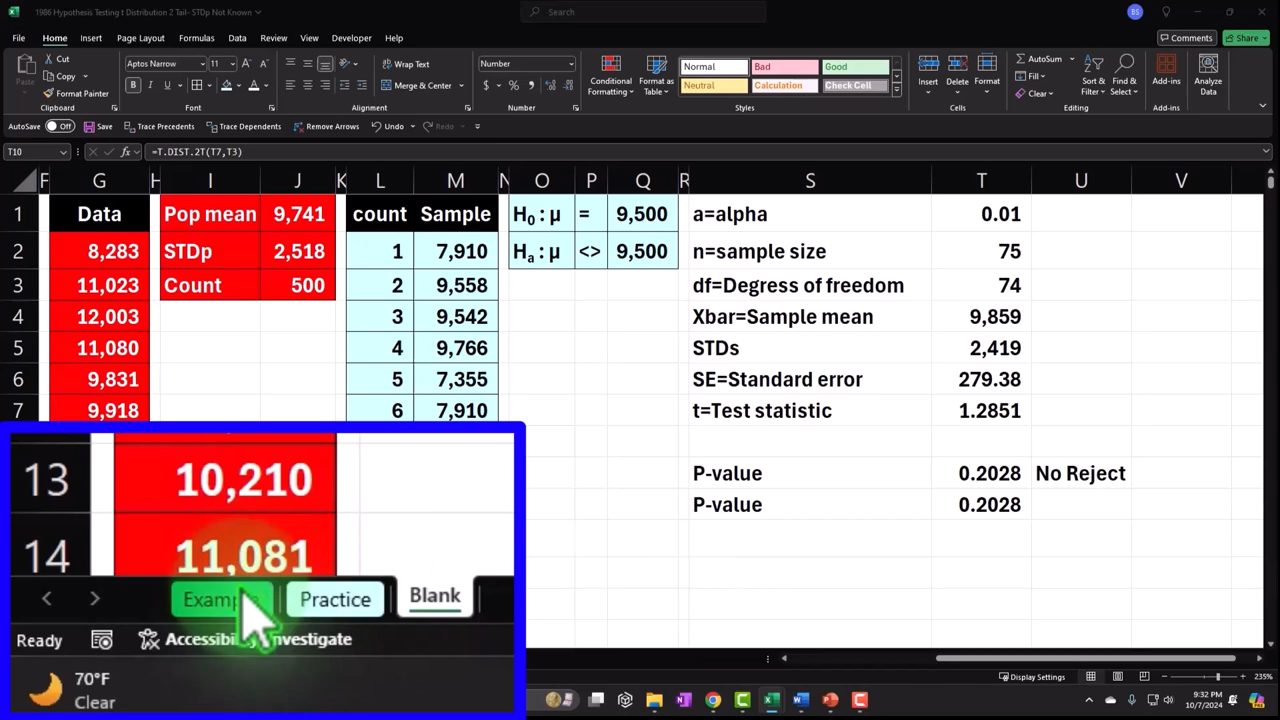 1986 Hypothesis Testing t Distribution 2 Tail- STDp Not Known
Search
BS
File Home Insert Page Layout Formulas Data Review View Developer Help
Comments
Share
Paste
Cut
Copy
Format Painter
Clipboard
Aptos Narrow 11
B I U
Font
Wrap Text
Merge & Center
Alignment
Number
$ %
Number
Conditional Formatting
Format as Table
Normal Bad Good
Neutral Calculation Check Cell
Styles
Insert Delete Format
Cells
AutoSum
Fill
Clear
Sort & Filter
Find & Select
Editing
Add-ins
Add-ins
Analyze Data
AutoSave Off Save Trace Precedents Trace Dependents Remove Arrows Undo
T10 fx =T.DIST.2T(T7,T3)
F G H I J K L M N O P Q R S T U V
1 Data Pop mean 9,741 count Sample H0 : µ = 9,500 a=alpha 0.01
2 8,283 STDp 2,518 1 7,910 Ha : µ <> 9,500 n=sample size 75
3 11,023 Count 500 2 9,558 df=Degress of freedom 74
4 12,003 3 9,542 Xbar=Sample mean 9,859
5 11,080 4 9,766 STDs 2,419
6 9,831 5 7,355 SE=Standard error 279.38
7 9,918 6 7,910 t=Test statistic 1.2851
P-value 0.2028 No Reject
P-value 0.2028
13 10,210
14 11,081
Practice Blank
Ready
70°F
Clear
Display Settings
235%
9:32 PM
10/7/2024